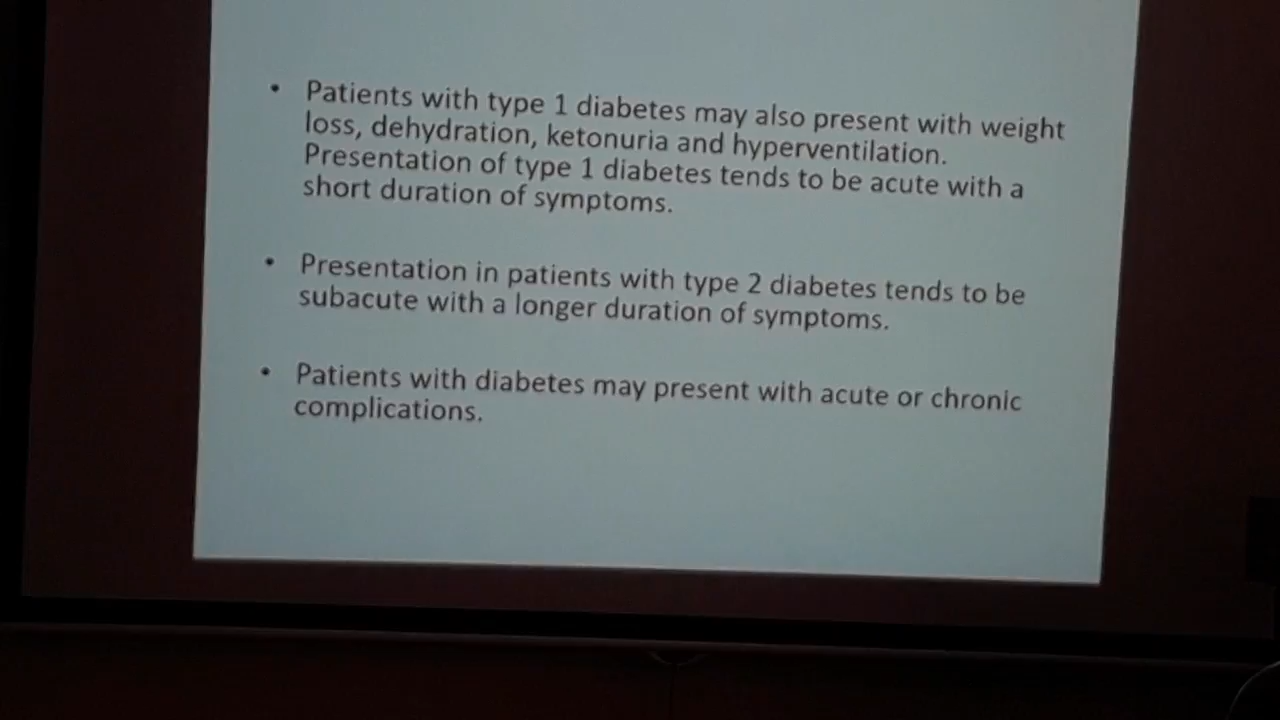 • Patients with type 1 diabetes may also present with weight
loss, dehydration, ketonuria and hyperventilation.
Presentation of type 1 diabetes tends to be acute with a
short duration of symptoms.
• Presentation in patients with type 2 diabetes tends to be
subacute with a longer duration of symptoms.
• Patients with diabetes may present with acute or chronic
complications.